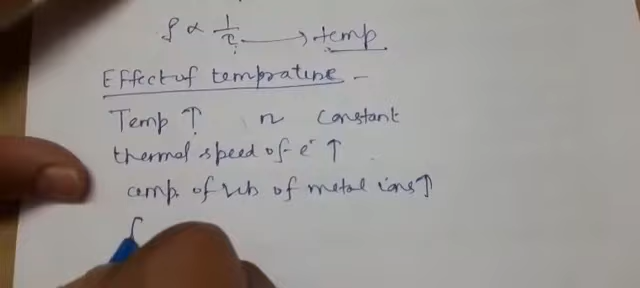 ρ ∝ 1/τ → temp
Effect of temprature -
Temp ↑ n constant
thermal speed of e⁻ ↑
amp. of vib of metal ions ↑